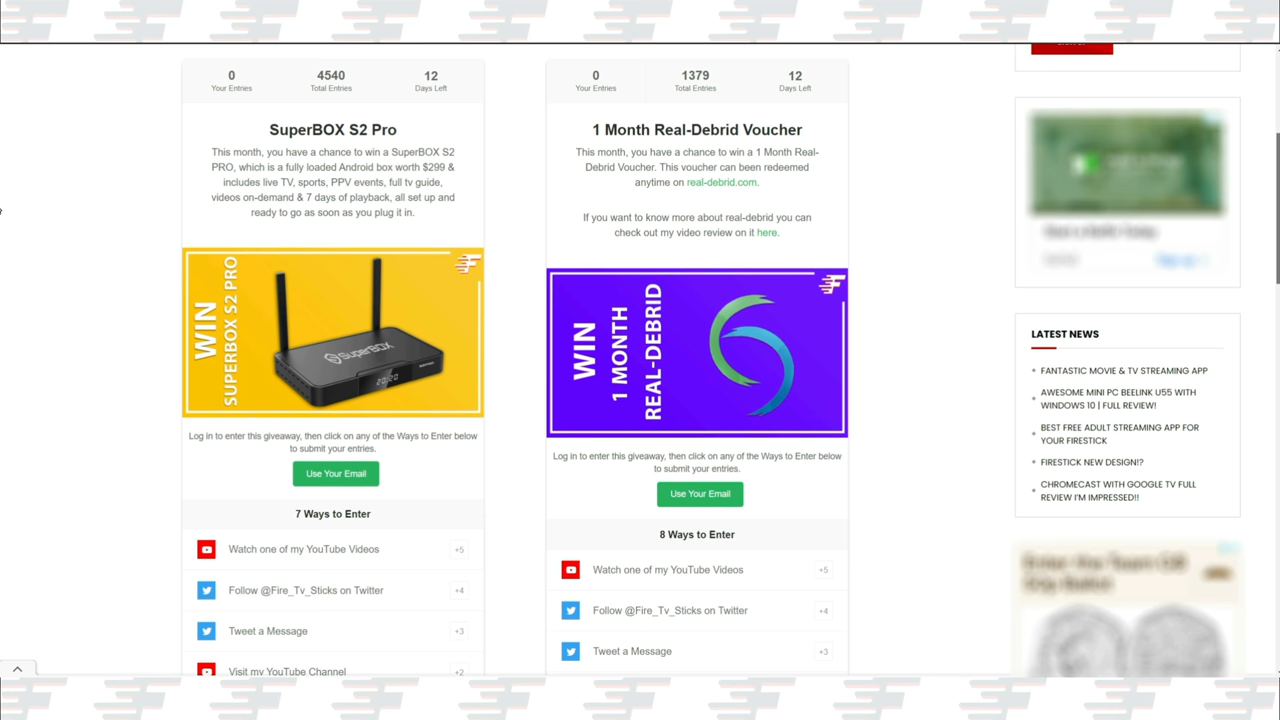 0
Your Entries
4540
Total Entries
12
Days Left
SuperBOX S2 Pro
This month, you have a chance to win a SuperBOX S2
PRO, which is a fully loaded Android box worth $299 &
includes live TV, sports, PPV events, full tv guide,
videos on-demand & 7 days of playback, all set up and
ready to go as soon as you plug it in.
WIN
SUPERBOX S2 PRO
SuperBOX
20:20
Log in to enter this giveaway, then click on any of the Ways to Enter below
to submit your entries.
Use Your Email
7 Ways to Enter
Watch one of my YouTube Videos +5
Follow @Fire_Tv_Sticks on Twitter +4
Tweet a Message +3
Visit my YouTube Channel +2
0
Your Entries
1379
Total Entries
12
Days Left
1 Month Real-Debrid Voucher
This month, you have a chance to win a 1 Month Real-
Debrid Voucher. This voucher can been redeemed
anytime on real-debrid.com.
If you want to know more about real-debrid you can
check out my video review on it here.
WIN
1 MONTH
REAL-DEBRID
Log in to enter this giveaway, then click on any of the Ways to Enter below
to submit your entries.
Use Your Email
8 Ways to Enter
Watch one of my YouTube Videos +5
Follow @Fire_Tv_Sticks on Twitter +4
Tweet a Message +3
LATEST NEWS
FANTASTIC MOVIE & TV STREAMING APP
AWESOME MINI PC BEELINK U55 WITH
WINDOWS 10 | FULL REVIEW!
BEST FREE ADULT STREAMING APP FOR
YOUR FIRESTICK
FIRESTICK NEW DESIGN!?
CHROMECAST WITH GOOGLE TV FULL
REVIEW I'M IMPRESSED!!